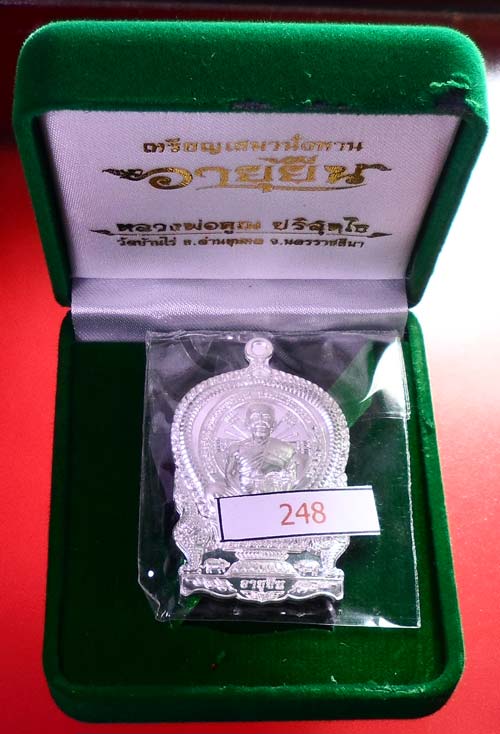 เหรียญเสมานั่งพาน
อายุยืน
หลวงพ่อคูณ ปริสุทฺโธ
วัดบ้านไร่ อ.ด่านขุนทด จ.นครราชสีมา
248
อายุยืน